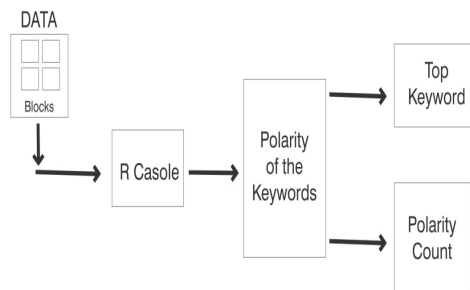 DATA
Blocks
R Casole
Polarity
of the
Keywords
Top
Keyword
Polarity
Count